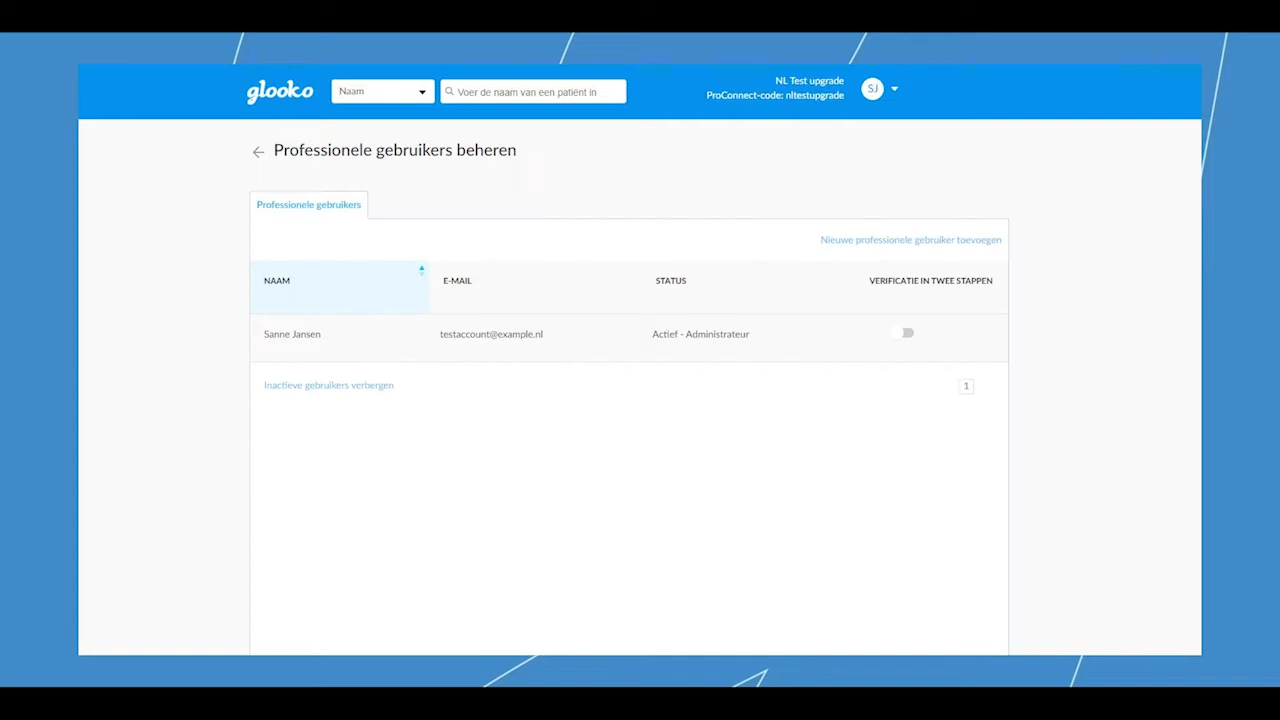 glooko
Naam
Voer de naam van een patiënt in
NL Test upgrade
ProConnect-code: nltestupgrade
SJ
Professionele gebruikers beheren
Professionele gebruikers
Nieuwe professionele gebruiker toevoegen
NAAM
E-MAIL
STATUS
VERIFICATIE IN TWEE STAPPEN
Sanne Jansen
testaccount@example.nl
Actief - Administrateur
Inactieve gebruikers verbergen
1